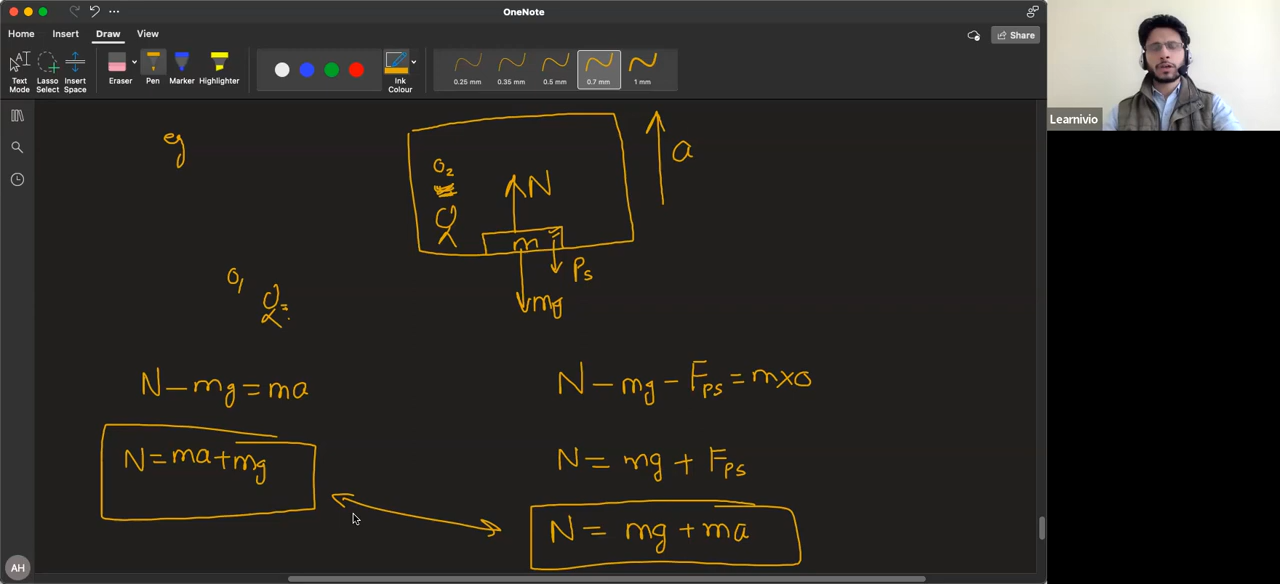 OneNote
Home Insert Draw View
Share
Text Mode
Lasso Select
Insert Space
Eraser
Pen
Marker
Highlighter
Ink Colour
0.25 mm
0.35 mm
0.5 mm
0.7 mm
1 mm
Learnivio
eg
a
O2
N
m
Ps
mg
O1
N - mg = ma
N - mg - Fps = m×0
N = ma + mg
N = mg + Fps
N = mg + ma
AH